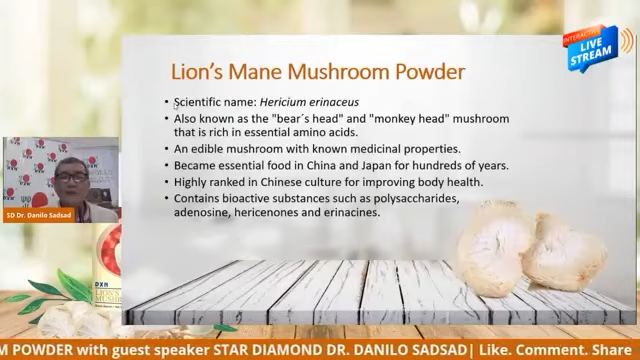 INTERACTIVE
LIVE
STREAM
Lion's Mane Mushroom Powder
• Scientific name: Hericium erinaceus
• Also known as the "bear´s head" and "monkey head" mushroom
that is rich in essential amino acids.
• An edible mushroom with known medicinal properties.
• Became essential food in China and Japan for hundreds of years.
• Highly ranked in Chinese culture for improving body health.
• Contains bioactive substances such as polysaccharides,
adenosine, hericenones and erinacines.
SD Dr. Danilo Sadsad
DXN
M POWDER with guest speaker STAR DIAMOND DR. DANILO SADSAD| Like. Comment. Share